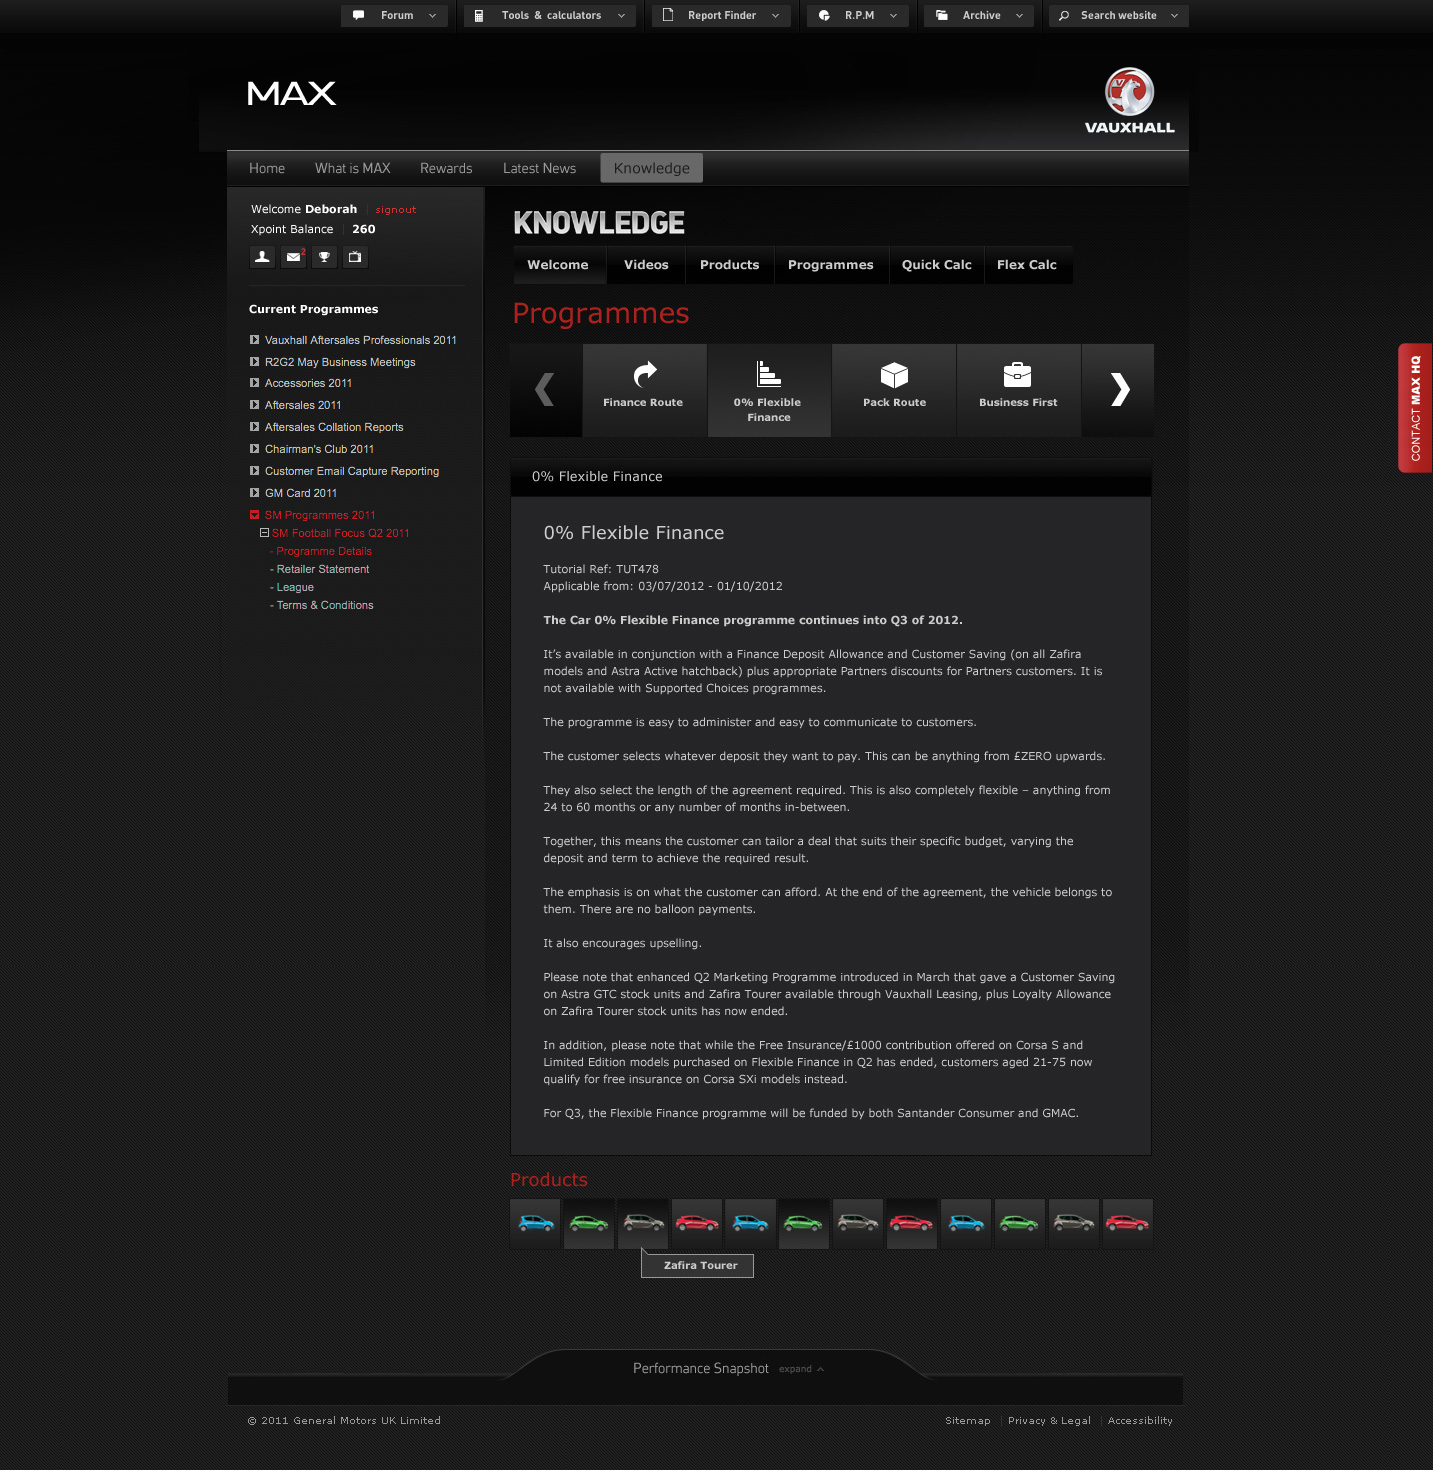 Forum
Tools & calculators
Report Finder
R.P.M
Archive
Search website
MAX
VAUXHALL
Home
What is MAX
Rewards
Latest News
Knowledge
Welcome Deborah
signout
Xpoint Balance
260
2
Current Programmes
Vauxhall Aftersales Professionals 2011
R2G2 May Business Meetings
Accessories 2011
Aftersales 2011
Aftersales Collation Reports
Chairman's Club 2011
Customer Email Capture Reporting
GM Card 2011
SM Programmes 2011
SM Football Focus Q2 2011
- Programme Details
- Retailer Statement
- League
- Terms & Conditions
KNOWLEDGE
Welcome
Videos
Products
Programmes
Quick Calc
Flex Calc
Programmes
Finance Route
0% Flexible
Finance
Pack Route
Business First
CONTACT MAX HQ
0% Flexible Finance
0% Flexible Finance
Tutorial Ref: TUT478
Applicable from: 03/07/2012 - 01/10/2012
The Car 0% Flexible Finance programme continues into Q3 of 2012.
It's available in conjunction with a Finance Deposit Allowance and Customer Saving (on all Zafira
models and Astra Active hatchback) plus appropriate Partners discounts for Partners customers. It is
not available with Supported Choices programmes.
The programme is easy to administer and easy to communicate to customers.
The customer selects whatever deposit they want to pay. This can be anything from £ZERO upwards.
They also select the length of the agreement required. This is also completely flexible – anything from
24 to 60 months or any number of months in-between.
Together, this means the customer can tailor a deal that suits their specific budget, varying the
deposit and term to achieve the required result.
The emphasis is on what the customer can afford. At the end of the agreement, the vehicle belongs to
them. There are no balloon payments.
It also encourages upselling.
Please note that enhanced Q2 Marketing Programme introduced in March that gave a Customer Saving
on Astra GTC stock units and Zafira Tourer available through Vauxhall Leasing, plus Loyalty Allowance
on Zafira Tourer stock units has now ended.
In addition, please note that while the Free Insurance/£1000 contribution offered on Corsa S and
Limited Edition models purchased on Flexible Finance in Q2 has ended, customers aged 21-75 now
qualify for free insurance on Corsa SXi models instead.
For Q3, the Flexible Finance programme will be funded by both Santander Consumer and GMAC.
Products
Zafira Tourer
Performance Snapshot
expand
© 2011 General Motors UK Limited
Sitemap
Privacy & Legal
Accessibility